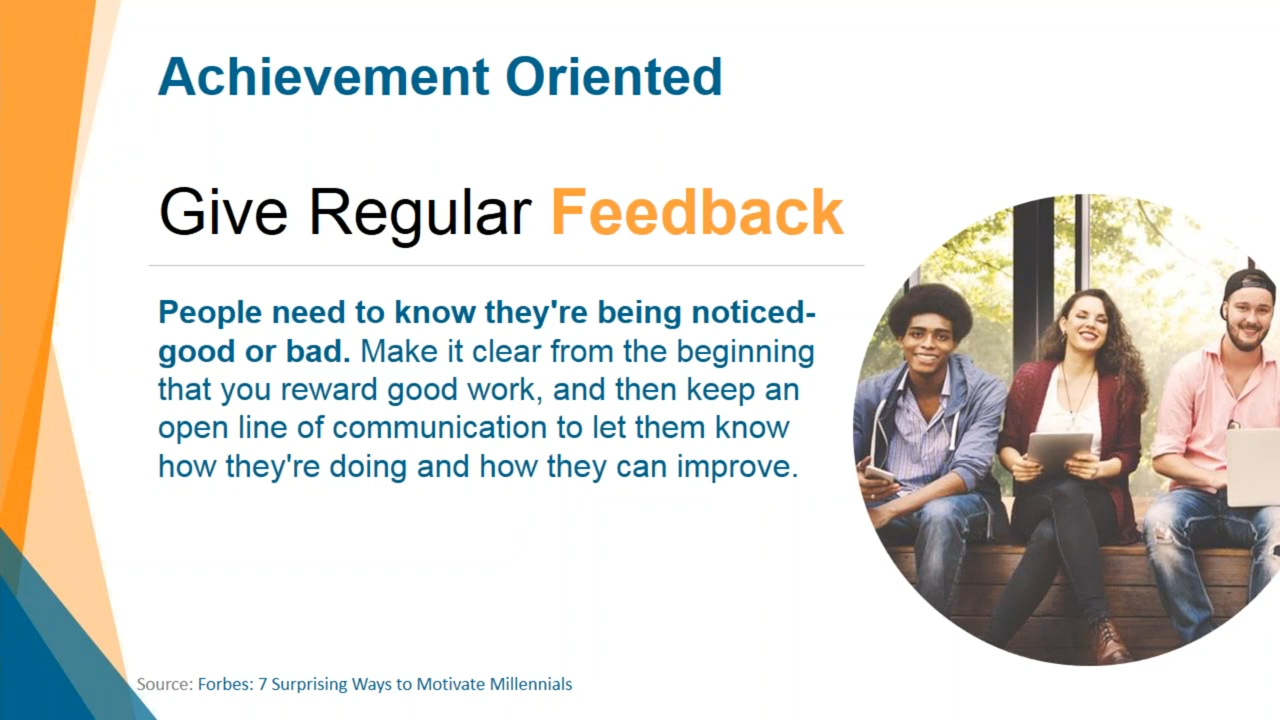 Achievement Oriented
Give Regular Feedback
People need to know they're being noticed-
good or bad. Make it clear from the beginning
that you reward good work, and then keep an
open line of communication to let them know
how they're doing and how they can improve.
Source: Forbes: 7 Surprising Ways to Motivate Millennials